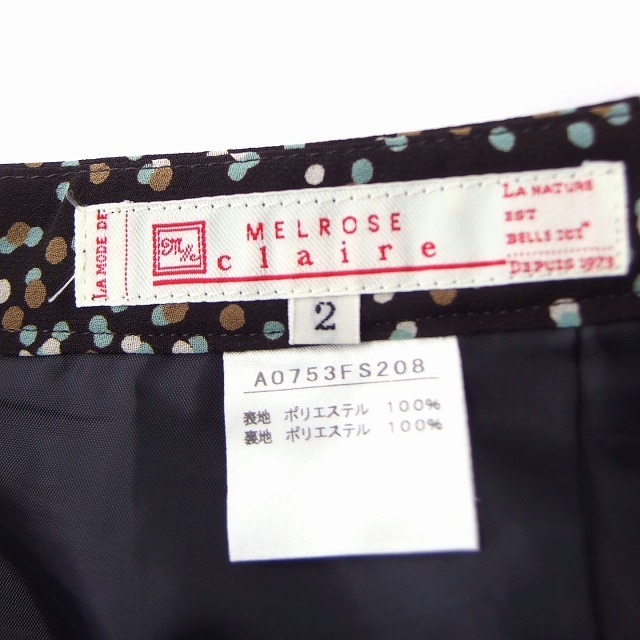 LA MODE DE
MR
MELROSE
claire
LA NATURE
EST
BELLE ICI
DEPUIS 1973
2
A0753FS208
表地 ポリエステル 100%
裏地 ポリエステル 100%